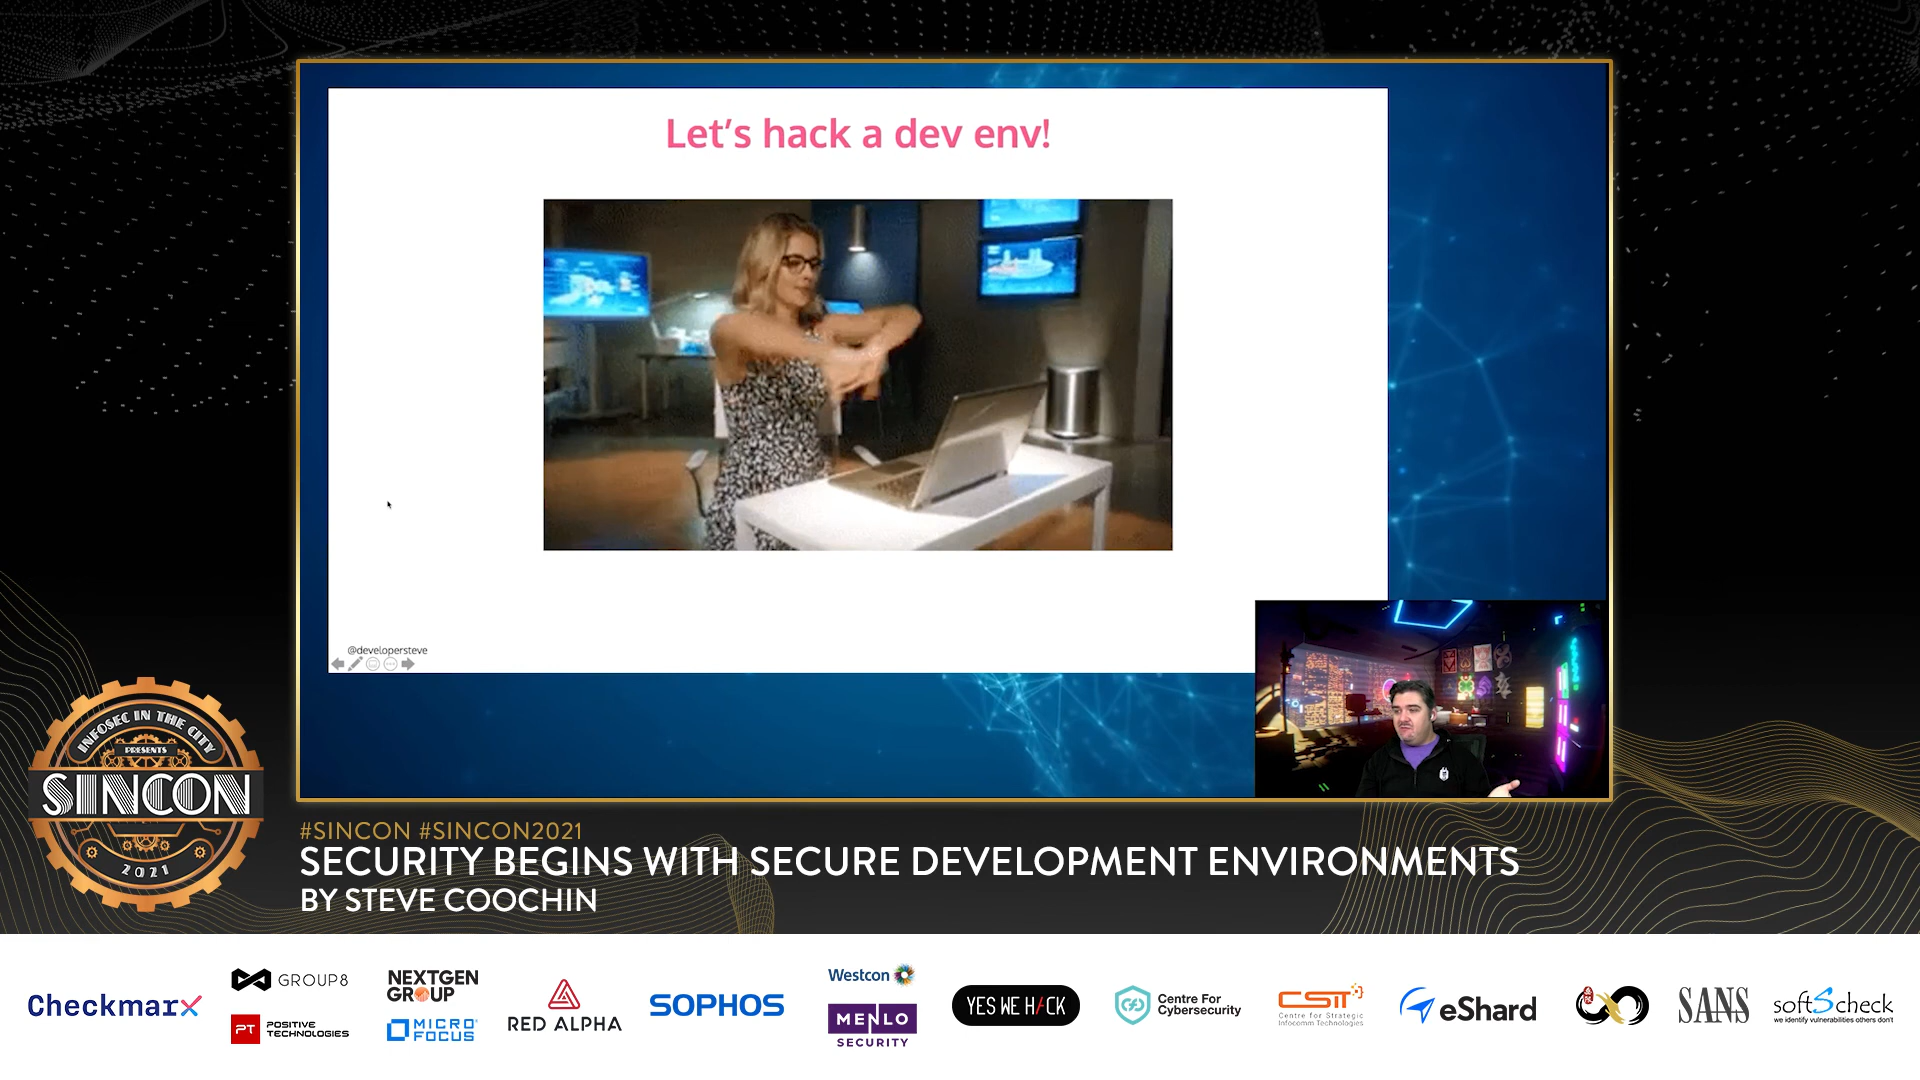 Let's hack a dev env!
@developersteve
INFOSEC IN THE CITY
PRESENTS
SINCON
2021
#SINCON #SINCON2021
SECURITY BEGINS WITH SECURE DEVELOPMENT ENVIRONMENTS
BY STEVE COOCHIN
Checkmarx
GROUP8
PT POSITIVE TECHNOLOGIES
NEXTGEN GROUP
MICRO FOCUS
RED ALPHA
SOPHOS
Westcon
MENLO
SECURITY
YES WE H/CK
Centre For
Cybersecurity
CSIT
Centre for Strategic
Infocomm Technologies
eShard
SANS
softScheck
we identify vulnerabilities others don't